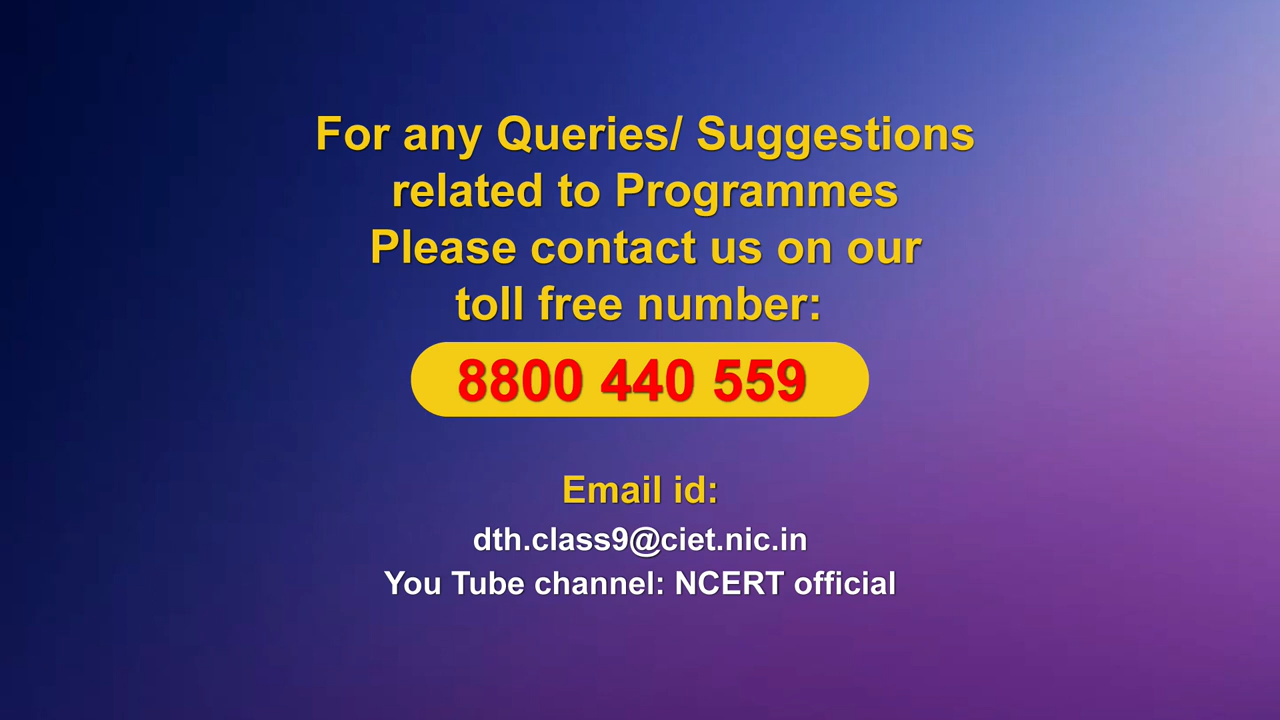 For any Queries/ Suggestions
related to Programmes
Please contact us on our
toll free number:
8800 440 559
Email id:
dth.class9@ciet.nic.in
You Tube channel: NCERT official